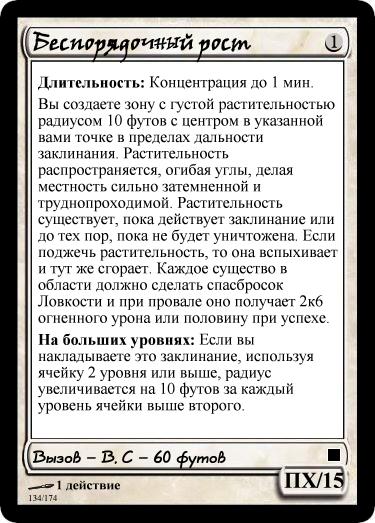 Беспорядочный рост 1
Длительность: Концентрация до 1 мин.
Вы создаете зону с густой растительностью
радиусом 10 футов с центром в указанной
вами точке в пределах дальности
заклинания. Растительность
распространяется, огибая углы, делая
местность сильно затемненной и
труднопроходимой. Растительность
существует, пока действует заклинание или
до тех пор, пока не будет уничтожена. Если
поджечь растительность, то она вспыхивает
и тут же сгорает. Каждое существо в
области должно сделать спасбросок
Ловкости и при провале оно получает 2к6
огненного урона или половину при успехе.
На больших уровнях: Если вы
накладываете это заклинание, используя
ячейку 2 уровня или выше, радиус
увеличивается на 10 футов за каждый
уровень ячейки выше второго.
Вызов – В, С – 60 футов
ПХ/15
1 действие
134/174